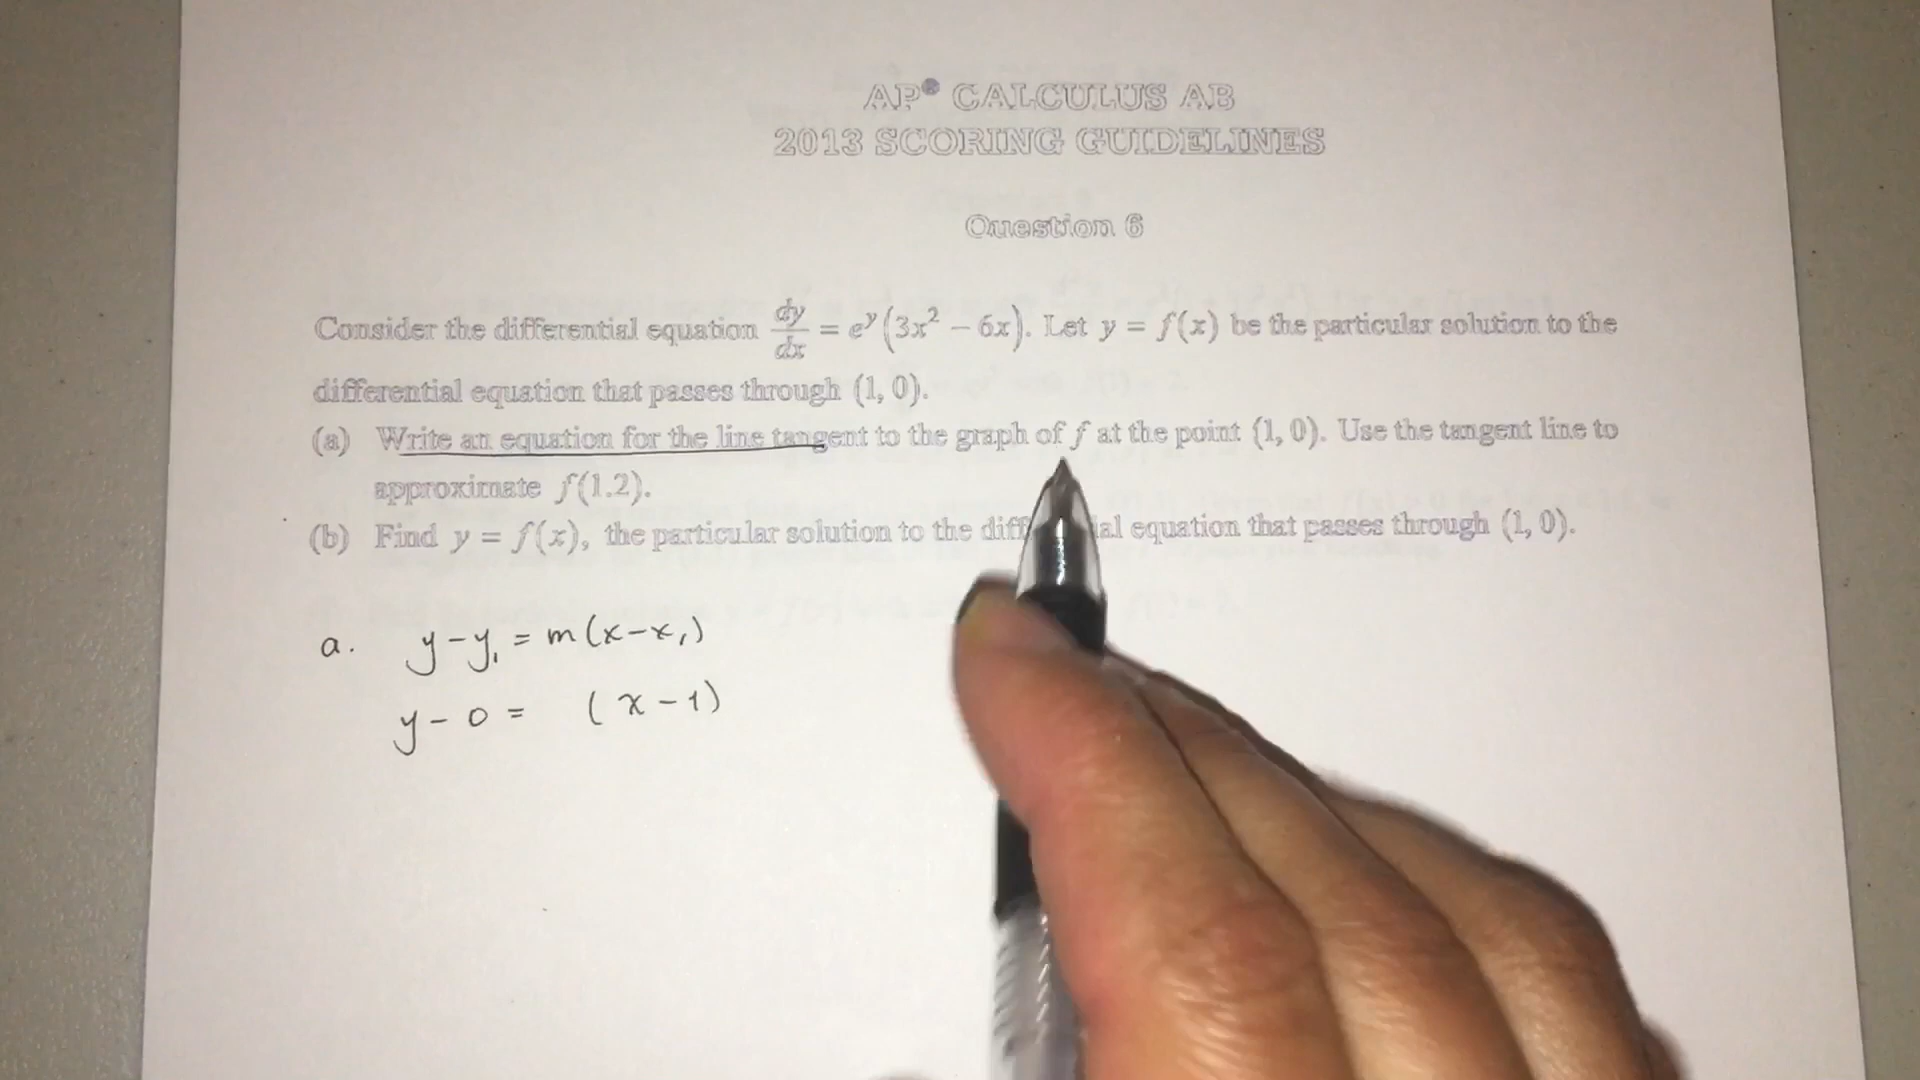 AP® CALCULUS AB
2013 SCORING GUIDELINES
Question 6
Consider the differential equation dy/dx = e^y(3x² − 6x). Let y = f(x) be the particular solution to the
differential equation that passes through (1, 0).
(a) Write an equation for the line tangent to the graph of f at the point (1, 0). Use the tangent line to
approximate f(1.2).
(b) Find y = f(x), the particular solution to the diff ial equation that passes through (1, 0).
a. y − y₁ = m(x − x₁)
y − 0 = (x − 1)